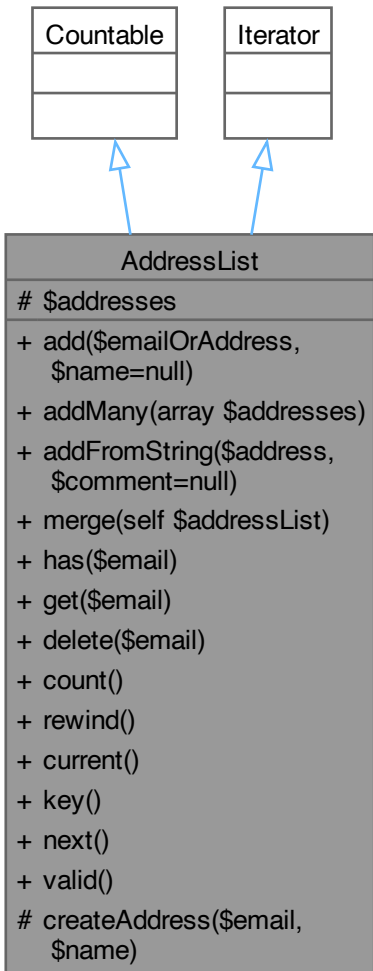 Countable
Iterator
AddressList
# $addresses
+ add($emailOrAddress,
$name=null)
+ addMany(array $addresses)
+ addFromString($address,
$comment=null)
+ merge(self $addressList)
+ has($email)
+ get($email)
+ delete($email)
+ count()
+ rewind()
+ current()
+ key()
+ next()
+ valid()
# createAddress($email,
$name)